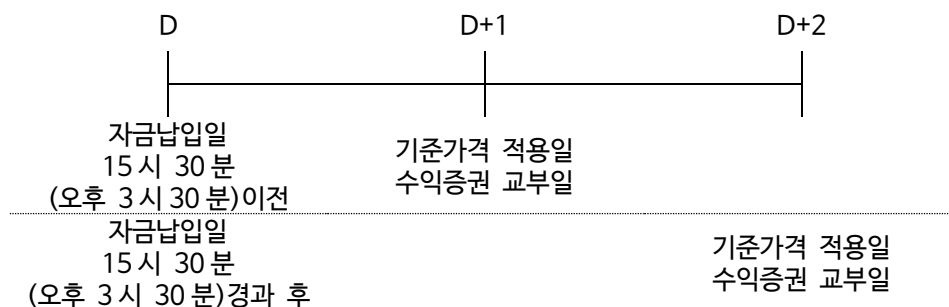 D D+1 D+2
자금납입일
15시 30분
(오후 3시30분)이전
기준가격 적용일
수익증권 교부일
자금납입일
15시 30분
(오후 3시30분)경과 후
기준가격 적용일
수익증권 교부일